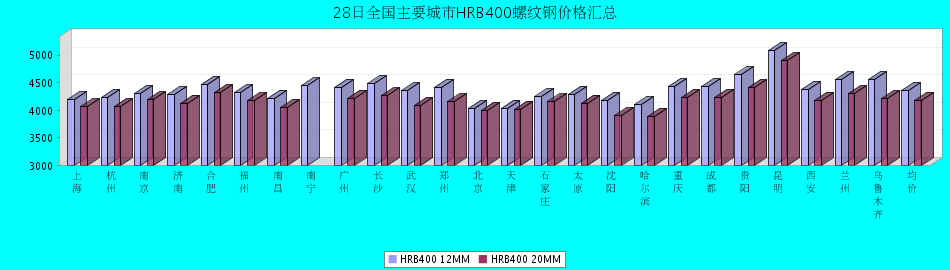 28日全国主要城市HRB400螺纹钢价格汇总
5000
4500
4000
3500
3000
上海
杭州
南京
济南
合肥
福州
南昌
南宁
广州
长沙
武汉
郑州
北京
天津
石家庄
太原
沈阳
哈尔滨
重庆
成都
贵阳
昆明
西安
兰州
乌鲁木齐
均价
HRB400 12MM HRB400 20MM